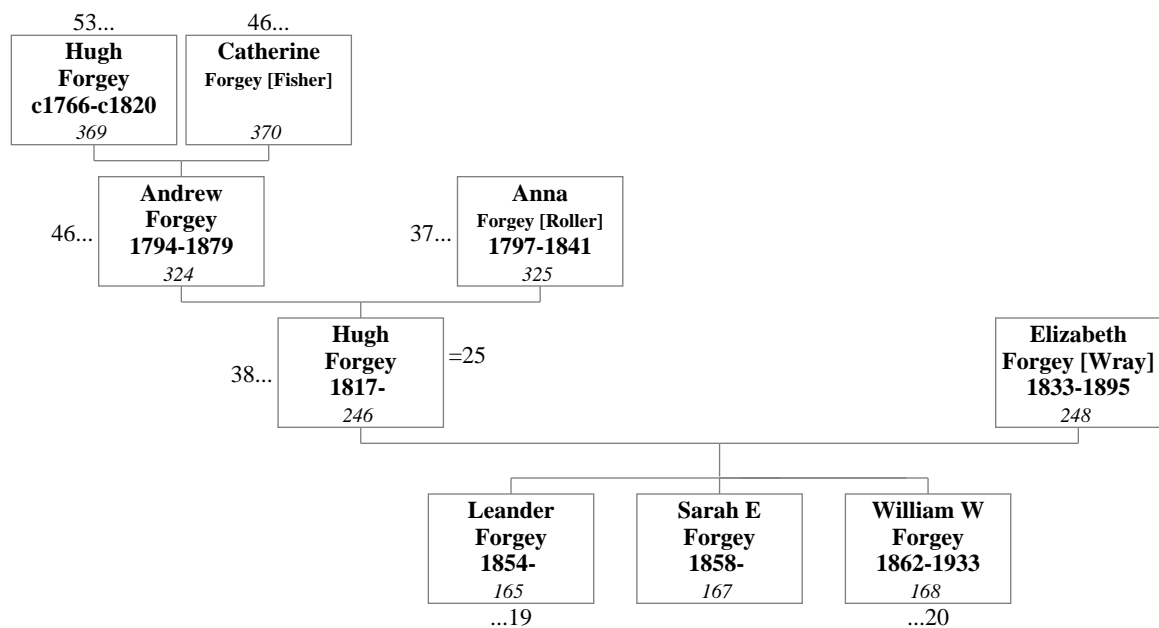 53...
46...
Hugh
Forgey
c1766-c1820
369
Catherine
Forgey [Fisher]
370
46...
Andrew
Forgey
1794-1879
324
37...
Anna
Forgey [Roller]
1797-1841
325
38...
Hugh
Forgey
1817-
246
=25
Elizabeth
Forgey [Wray]
1833-1895
248
Leander
Forgey
1854-
165
...19
Sarah E
Forgey
1858-
167
William W
Forgey
1862-1933
168
...20